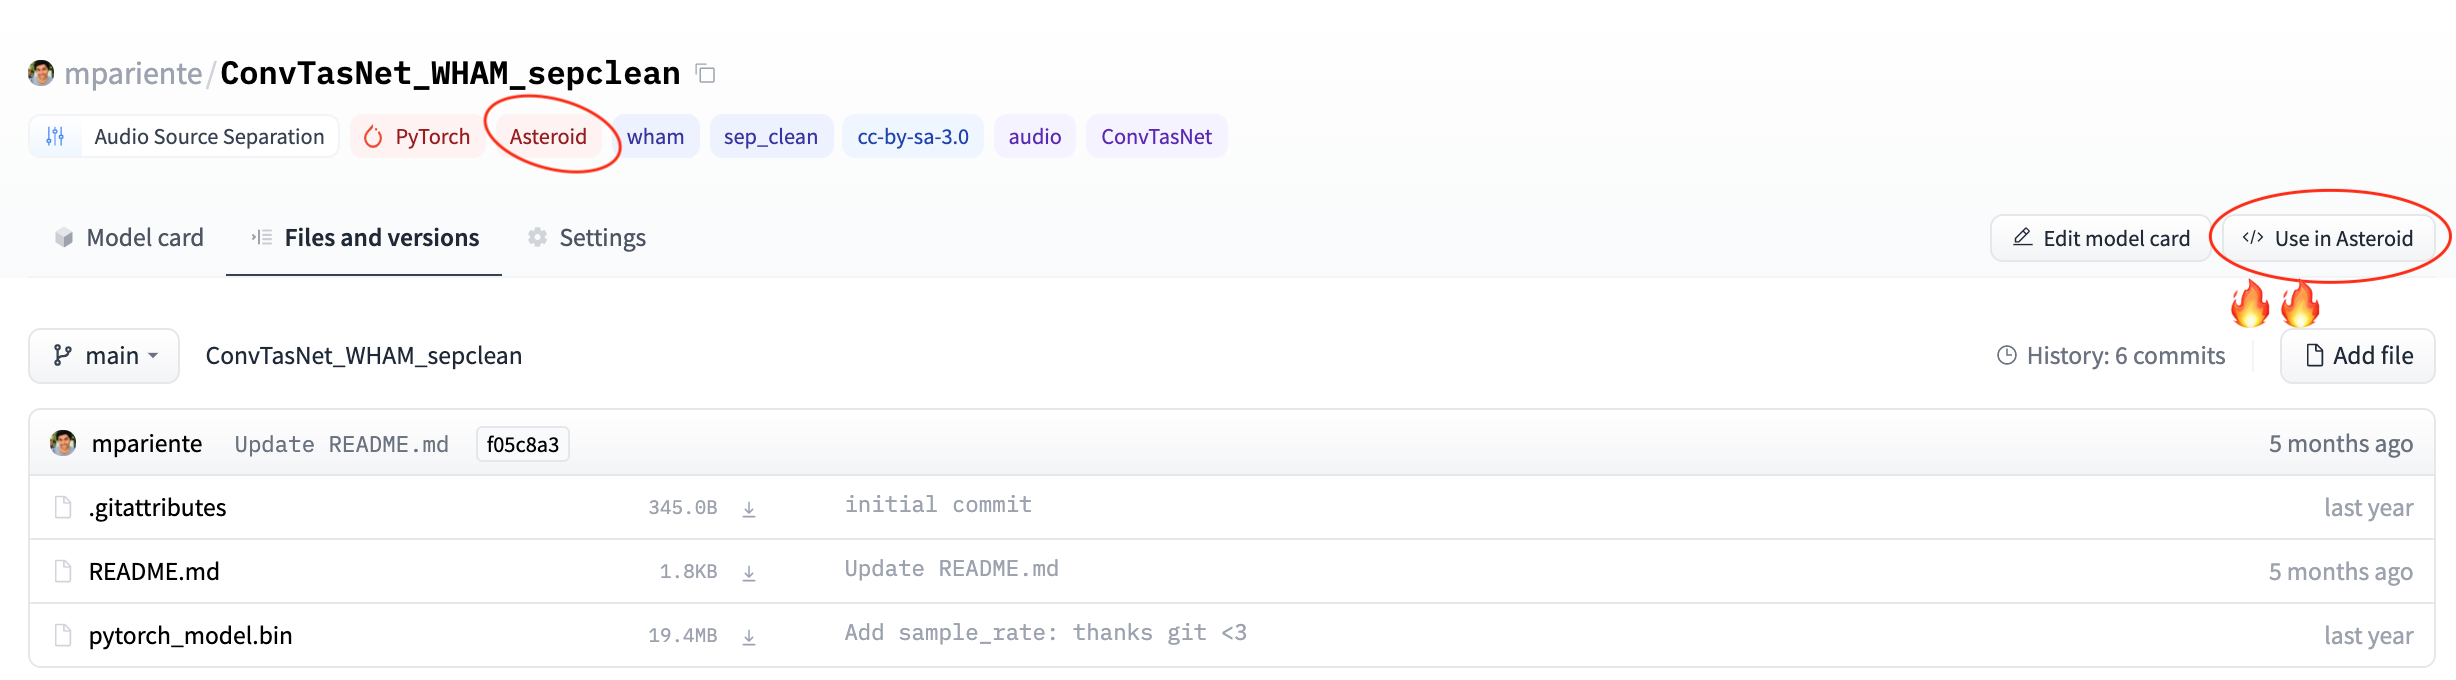 mpariente/ConvTasNet_WHAM_sepclean
Audio Source Separation PyTorch Asteroid wham sep_clean cc-by-sa-3.0 audio ConvTasNet
Model card Files and versions Settings Edit model card </> Use in Asteroid
main ConvTasNet_WHAM_sepclean History: 6 commits Add file
mpariente Update README.md f05c8a3 5 months ago
.gitattributes 345.0B initial commit last year
README.md 1.8KB Update README.md 5 months ago
pytorch_model.bin 19.4MB Add sample_rate: thanks git <3 last year